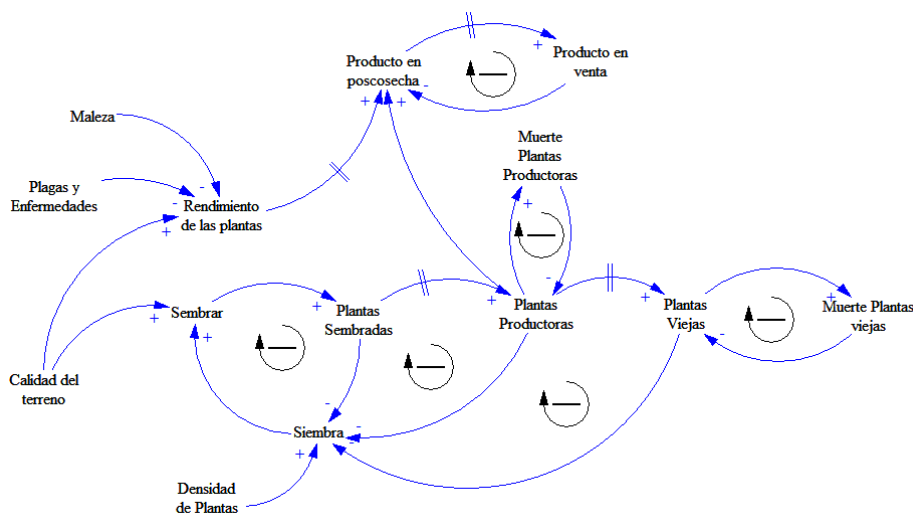 Producto en
poscosecha
Producto en
venta
Maleza
Muerte
Plantas
Productoras
Plagas y
Enfermedades
Rendimiento
de las plantas
Sembrar
Plantas
Sembradas
Plantas
Productoras
Plantas
Viejas
Muerte Plantas
viejas
Calidad del
terreno
Siembra
Densidad
de Plantas